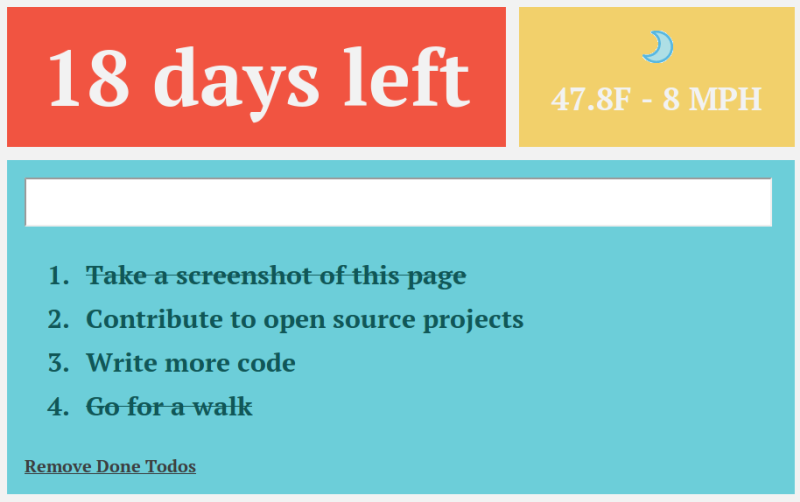 18 days left
47.8F - 8 MPH
1. Take a screenshot of this page
2. Contribute to open source projects
3. Write more code
4. Go for a walk
Remove Done Todos